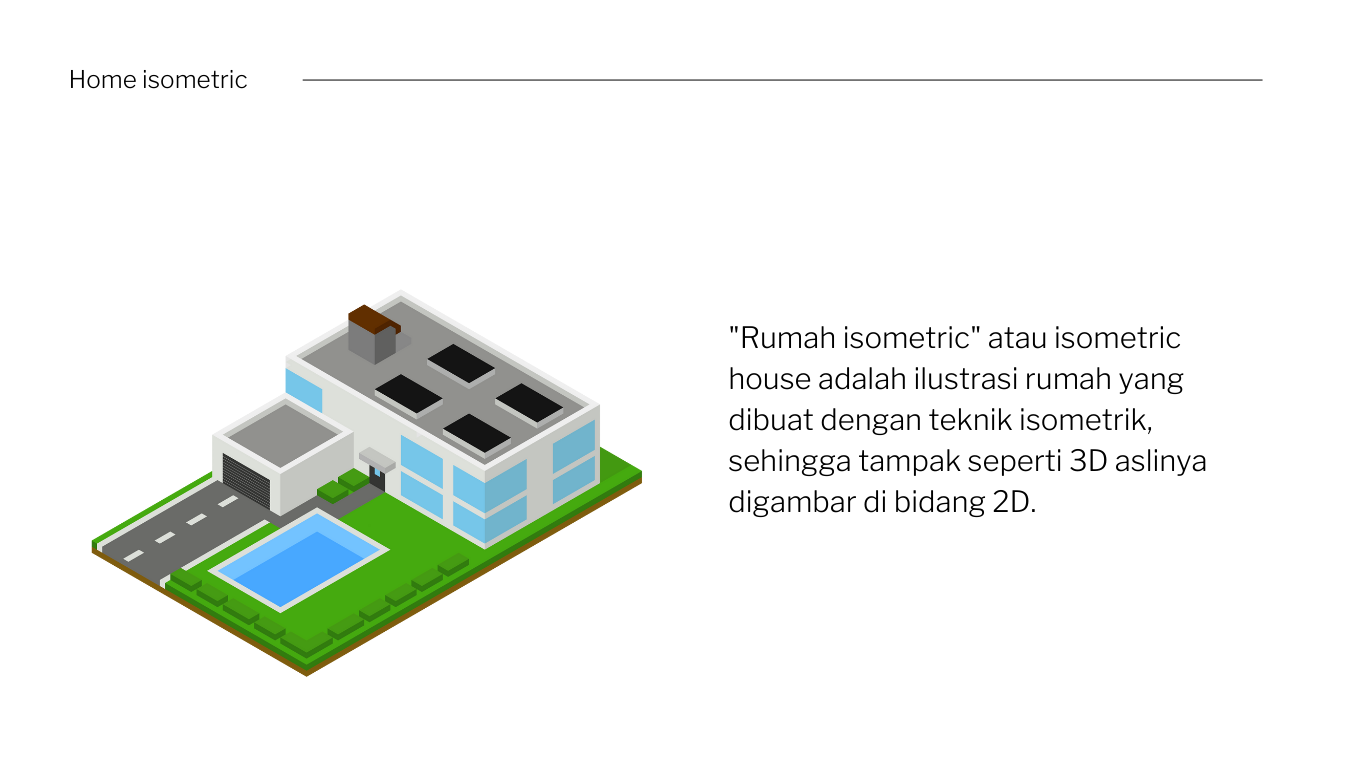 Home isometric
"Rumah isometric" atau isometric
house adalah ilustrasi rumah yang
dibuat dengan teknik isometrik,
sehingga tampak seperti 3D aslinya
digambar di bidang 2D.